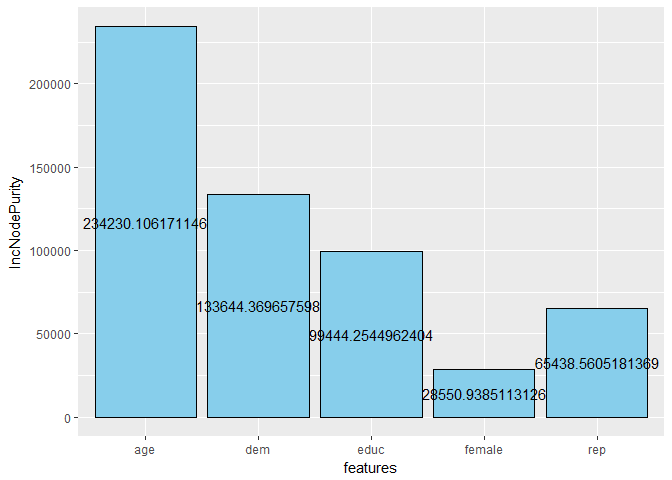 IncNodePurity
200000
150000
100000
50000
0
234230.106171146
133644.369657598
99444.2544962404
28550.9385113126
65438.5605181369
age
dem
educ
female
rep
features